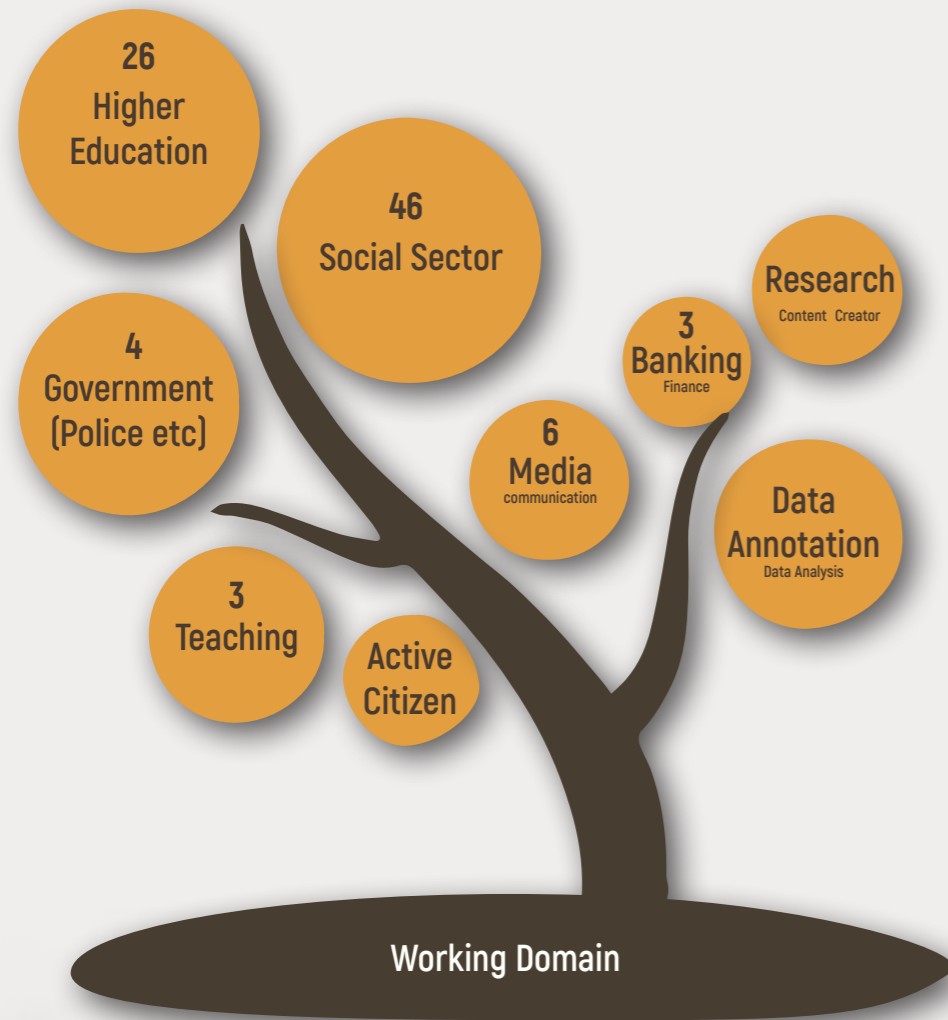 26
Higher
Education
46
Social Sector
4
Government
(Police etc)
3
Banking
Finance
Research
Content Creator
6
Media
communication
Data
Annotation
Data Analysis
3
Teaching
Active
Citizen
Working Domain